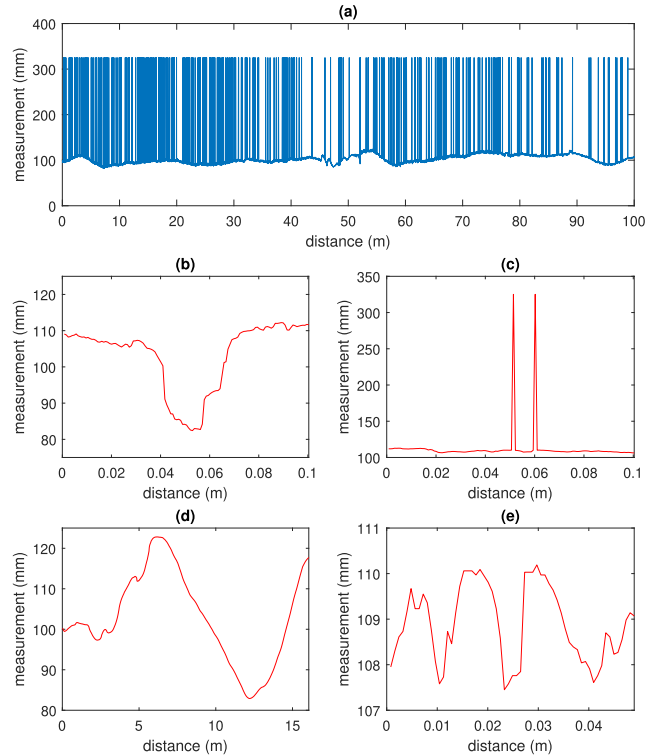 (a)
measurement (mm)
400
300
200
100
0
0 10 20 30 40 50 60 70 80 90 100
distance (m)
(b)
measurement (mm)
120
110
100
90
80
0 0.02 0.04 0.06 0.08 0.1
distance (m)
(c)
measurement (mm)
350
300
250
200
150
100
0 0.02 0.04 0.06 0.08 0.1
distance (m)
(d)
measurement (mm)
120
100
80
0 5 10 15
distance (m)
(e)
measurement (mm)
111
110
109
108
107
0 0.01 0.02 0.03 0.04
distance (m)